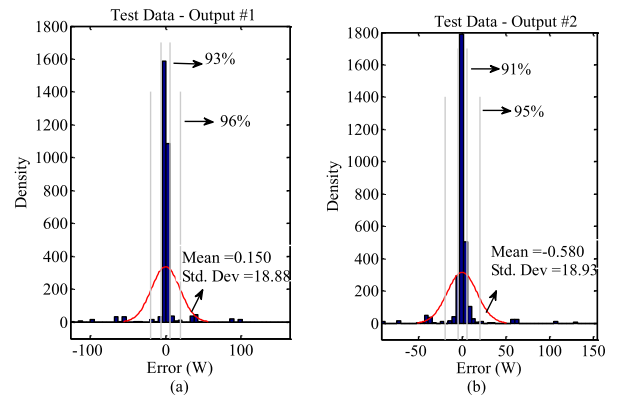 Test Data - Output #1
1800
1600
1400
1200
1000
800
600
400
200
0
Density
93%
96%
Mean =0.150
Std. Dev =18.88
-100
0
100
Error (W)
(a)
Test Data - Output #2
1800
1600
1400
1200
1000
800
600
400
200
0
Density
91%
95%
Mean =-0.580
Std. Dev =18.93
-50
0
50
100
150
Error (W)
(b)